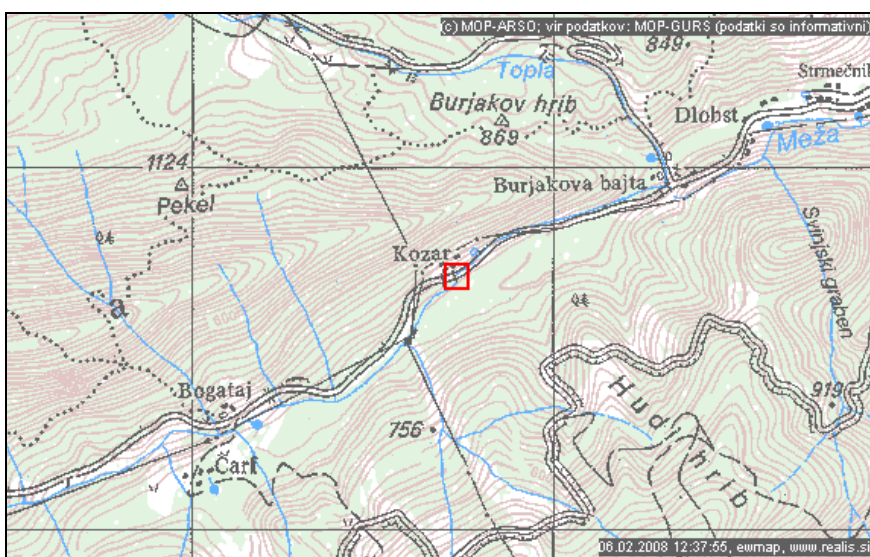 (c) MOP-ARSO; vir podatkov: MOP-GURS (podatki so informativni)
849
Strmečnik
Topla
Burjakov hrib
869
Dlobst
Meža
1124
Pekel
Burjakova bajta
Kozar
Svinjski graben
a
Bogataj
919
Hudi hrib
756
Čarf
06.02.2008 12:37:55, ewmap, www.realis.si